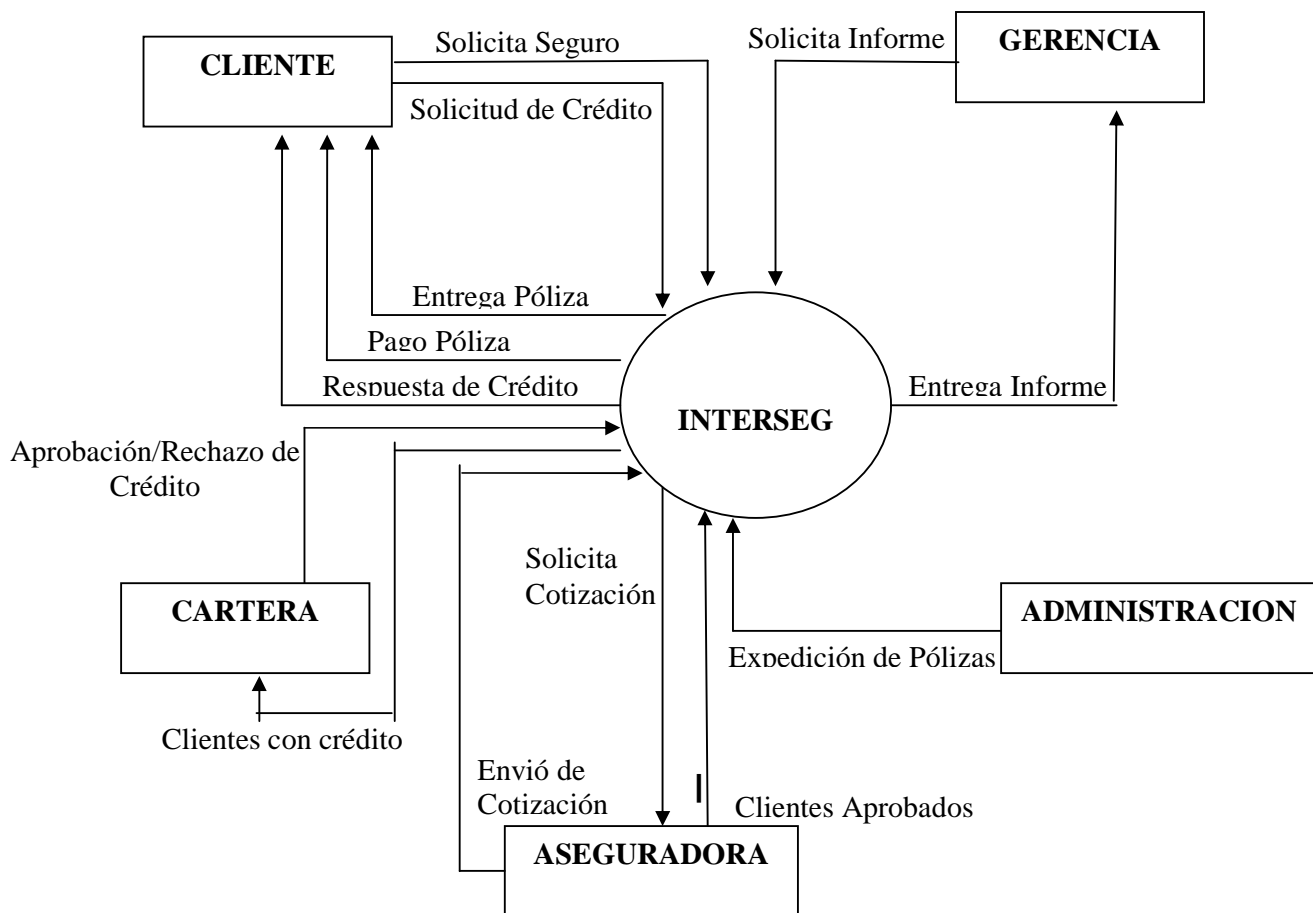 CLIENTE
Solicita Seguro
Solicitud de Crédito
Solicita Informe
GERENCIA
Entrega Póliza
Pago Póliza
Respuesta de Crédito
INTERSEG
Entrega Informe
Aprobación/Rechazo de
Crédito
Solicita
Cotización
CARTERA
ADMINISTRACION
Expedición de Pólizas
Clientes con crédito
Envió de
Cotización
Clientes Aprobados
ASEGURADORA